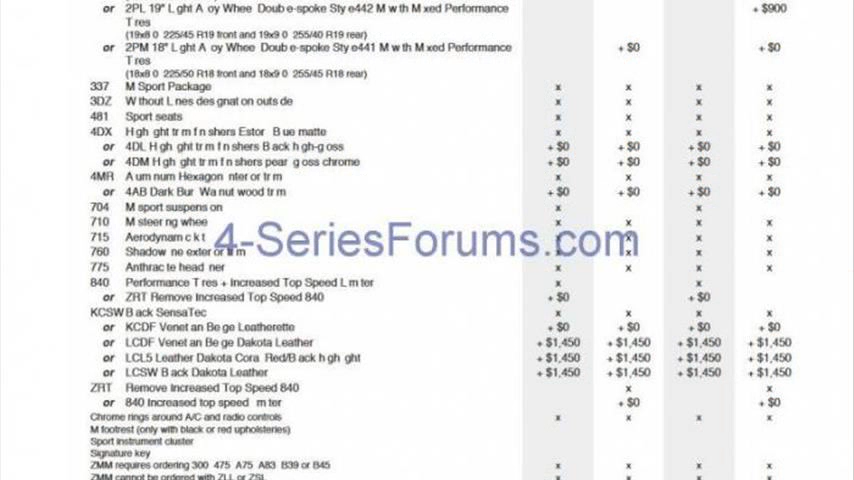 or 2PL 19" L ght A oy Whee Doub e-spoke Sty e442 M w th M xed Performance + $900
T res
(19x8 0 225/45 R19 front and 19x9 0 255/40 R19 rear)
or 2PM 18" L ght A oy Whee Doub e-spoke Sty e441 M w th M xed Performance + $0 + $0
T res
(18x8 0 225/50 R18 front and 18x9 0 255/45 R18 rear)
337 M Sport Package x x x x
3DZ W thout L nes des gnat on outs de x x x x
481 Sport seats x x x x
4DX H gh ght tr m f n shers Estor B ue matte x x x x
or 4DL H gh ght tr m f n shers B ack h gh-g oss + $0 + $0 + $0 + $0
or 4DM H gh ght tr m f n shers pear g oss chrome + $0 + $0 + $0 + $0
4MR A um num Hexagon nter or tr m x x x x
or 4AB Dark Bur Wa nut wood tr m + $0 + $0 + $0 + $0
704 M sport suspens on x x
710 M steer ng whee x x x x
4-SeriesForums.com
715 Aerodynam c k t x
760 Shadow ne exter or tr m x x x x
775 Anthrac te head ner x x x x
840 Performance T res + Increased Top Speed L m ter x x
or ZRT Remove Increased Top Speed 840 + $0 + $0
KCSW B ack SensaTec x x x x
or KCDF Venet an Be ge Leatherette + $0 + $0 + $0 + $0
or LCDF Venet an Be ge Dakota Leather + $1,450 + $1,450 + $1,450 + $1,450
or LCL5 Leather Dakota Cora Red/B ack h gh ght + $1,450 + $1,450 + $1,450 + $1,450
or LCSW B ack Dakota Leather + $1,450 + $1,450 + $1,450 + $1,450
ZRT Remove Increased Top Speed 840 x x
or 840 Increased top speed m ter + $0 + $0
Chrome rings around A/C and radio controls x x x x
M footrest (only with black or red upholsteries)
Sport instrument cluster
Signature key
ZMM requires ordering 300 475 A75 A83 B39 or B45 x x x x
ZMM cannot be ordered with ZLL or ZSL x x x x